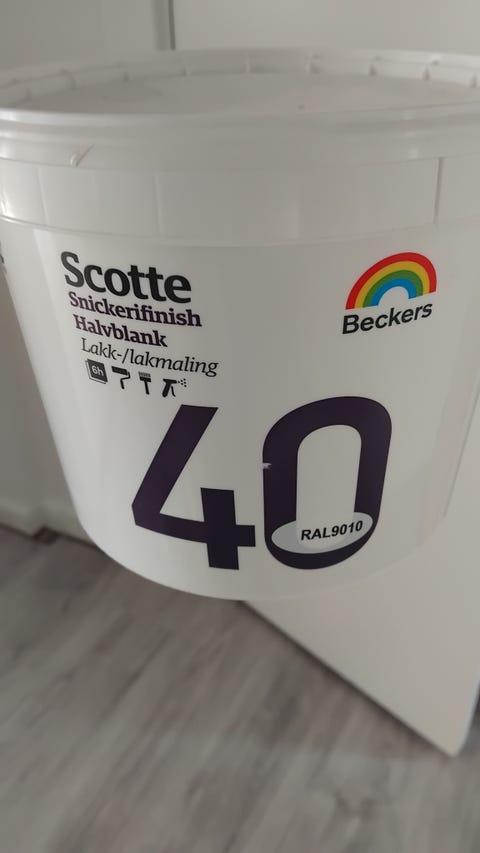 Scotte
Snickerifinish
Halvblank
Lakk-/lakmaling
6h
Beckers
40
RAL9010